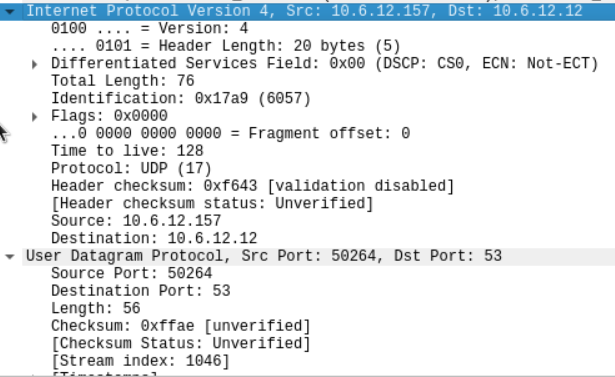 Internet Protocol Version 4, Src: 10.6.12.157, Dst: 10.6.12.12
0100 .... = Version: 4
.... 0101 = Header Length: 20 bytes (5)
Differentiated Services Field: 0x00 (DSCP: CS0, ECN: Not-ECT)
Total Length: 76
Identification: 0x17a9 (6057)
Flags: 0x0000
...0 0000 0000 0000 = Fragment offset: 0
Time to live: 128
Protocol: UDP (17)
Header checksum: 0xf643 [validation disabled]
[Header checksum status: Unverified]
Source: 10.6.12.157
Destination: 10.6.12.12
User Datagram Protocol, Src Port: 50264, Dst Port: 53
Source Port: 50264
Destination Port: 53
Length: 56
Checksum: 0xffae [unverified]
[Checksum Status: Unverified]
[Stream index: 1046]